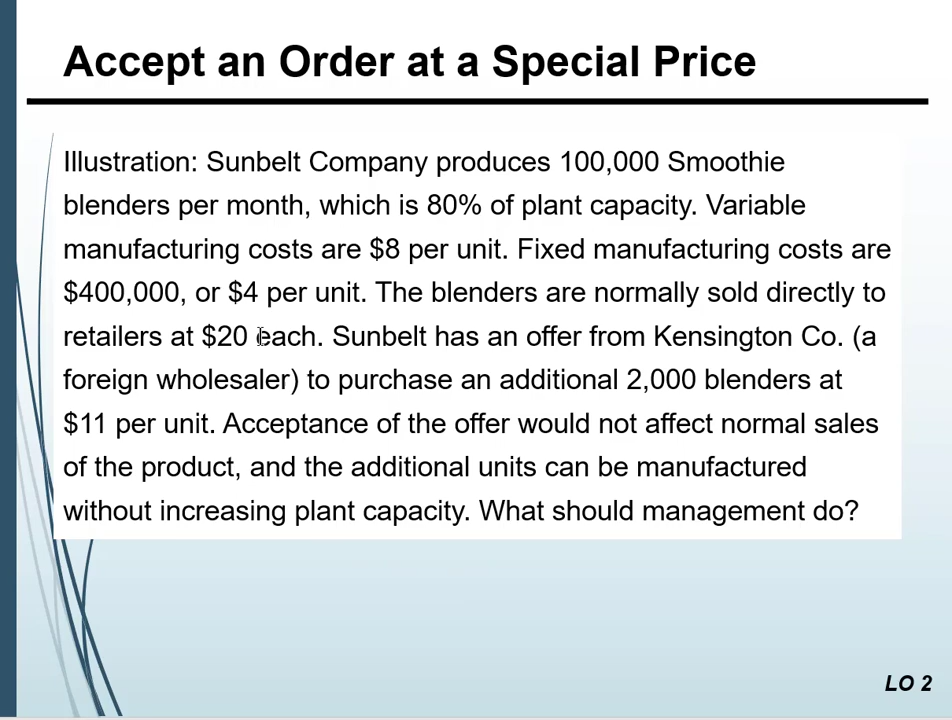 Accept an Order at a Special Price
Illustration: Sunbelt Company produces 100,000 Smoothie
blenders per month, which is 80% of plant capacity. Variable
manufacturing costs are $8 per unit. Fixed manufacturing costs are
$400,000, or $4 per unit. The blenders are normally sold directly to
retailers at $20 each. Sunbelt has an offer from Kensington Co. (a
foreign wholesaler) to purchase an additional 2,000 blenders at
$11 per unit. Acceptance of the offer would not affect normal sales
of the product, and the additional units can be manufactured
without increasing plant capacity. What should management do?
LO 2